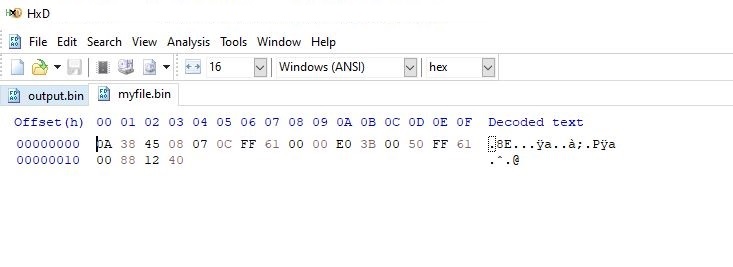 HxD
File Edit Search View Analysis Tools Window Help
16 Windows (ANSI) hex
output.bin myfile.bin
Offset(h) 00 01 02 03 04 05 06 07 08 09 0A 0B 0C 0D 0E 0F Decoded text
00000000 0A 38 45 08 07 0C FF 61 00 00 E0 3B 00 50 FF 61 .8E...ÿa..à;.Pÿa
00000010 00 88 12 40 .ˆ.@